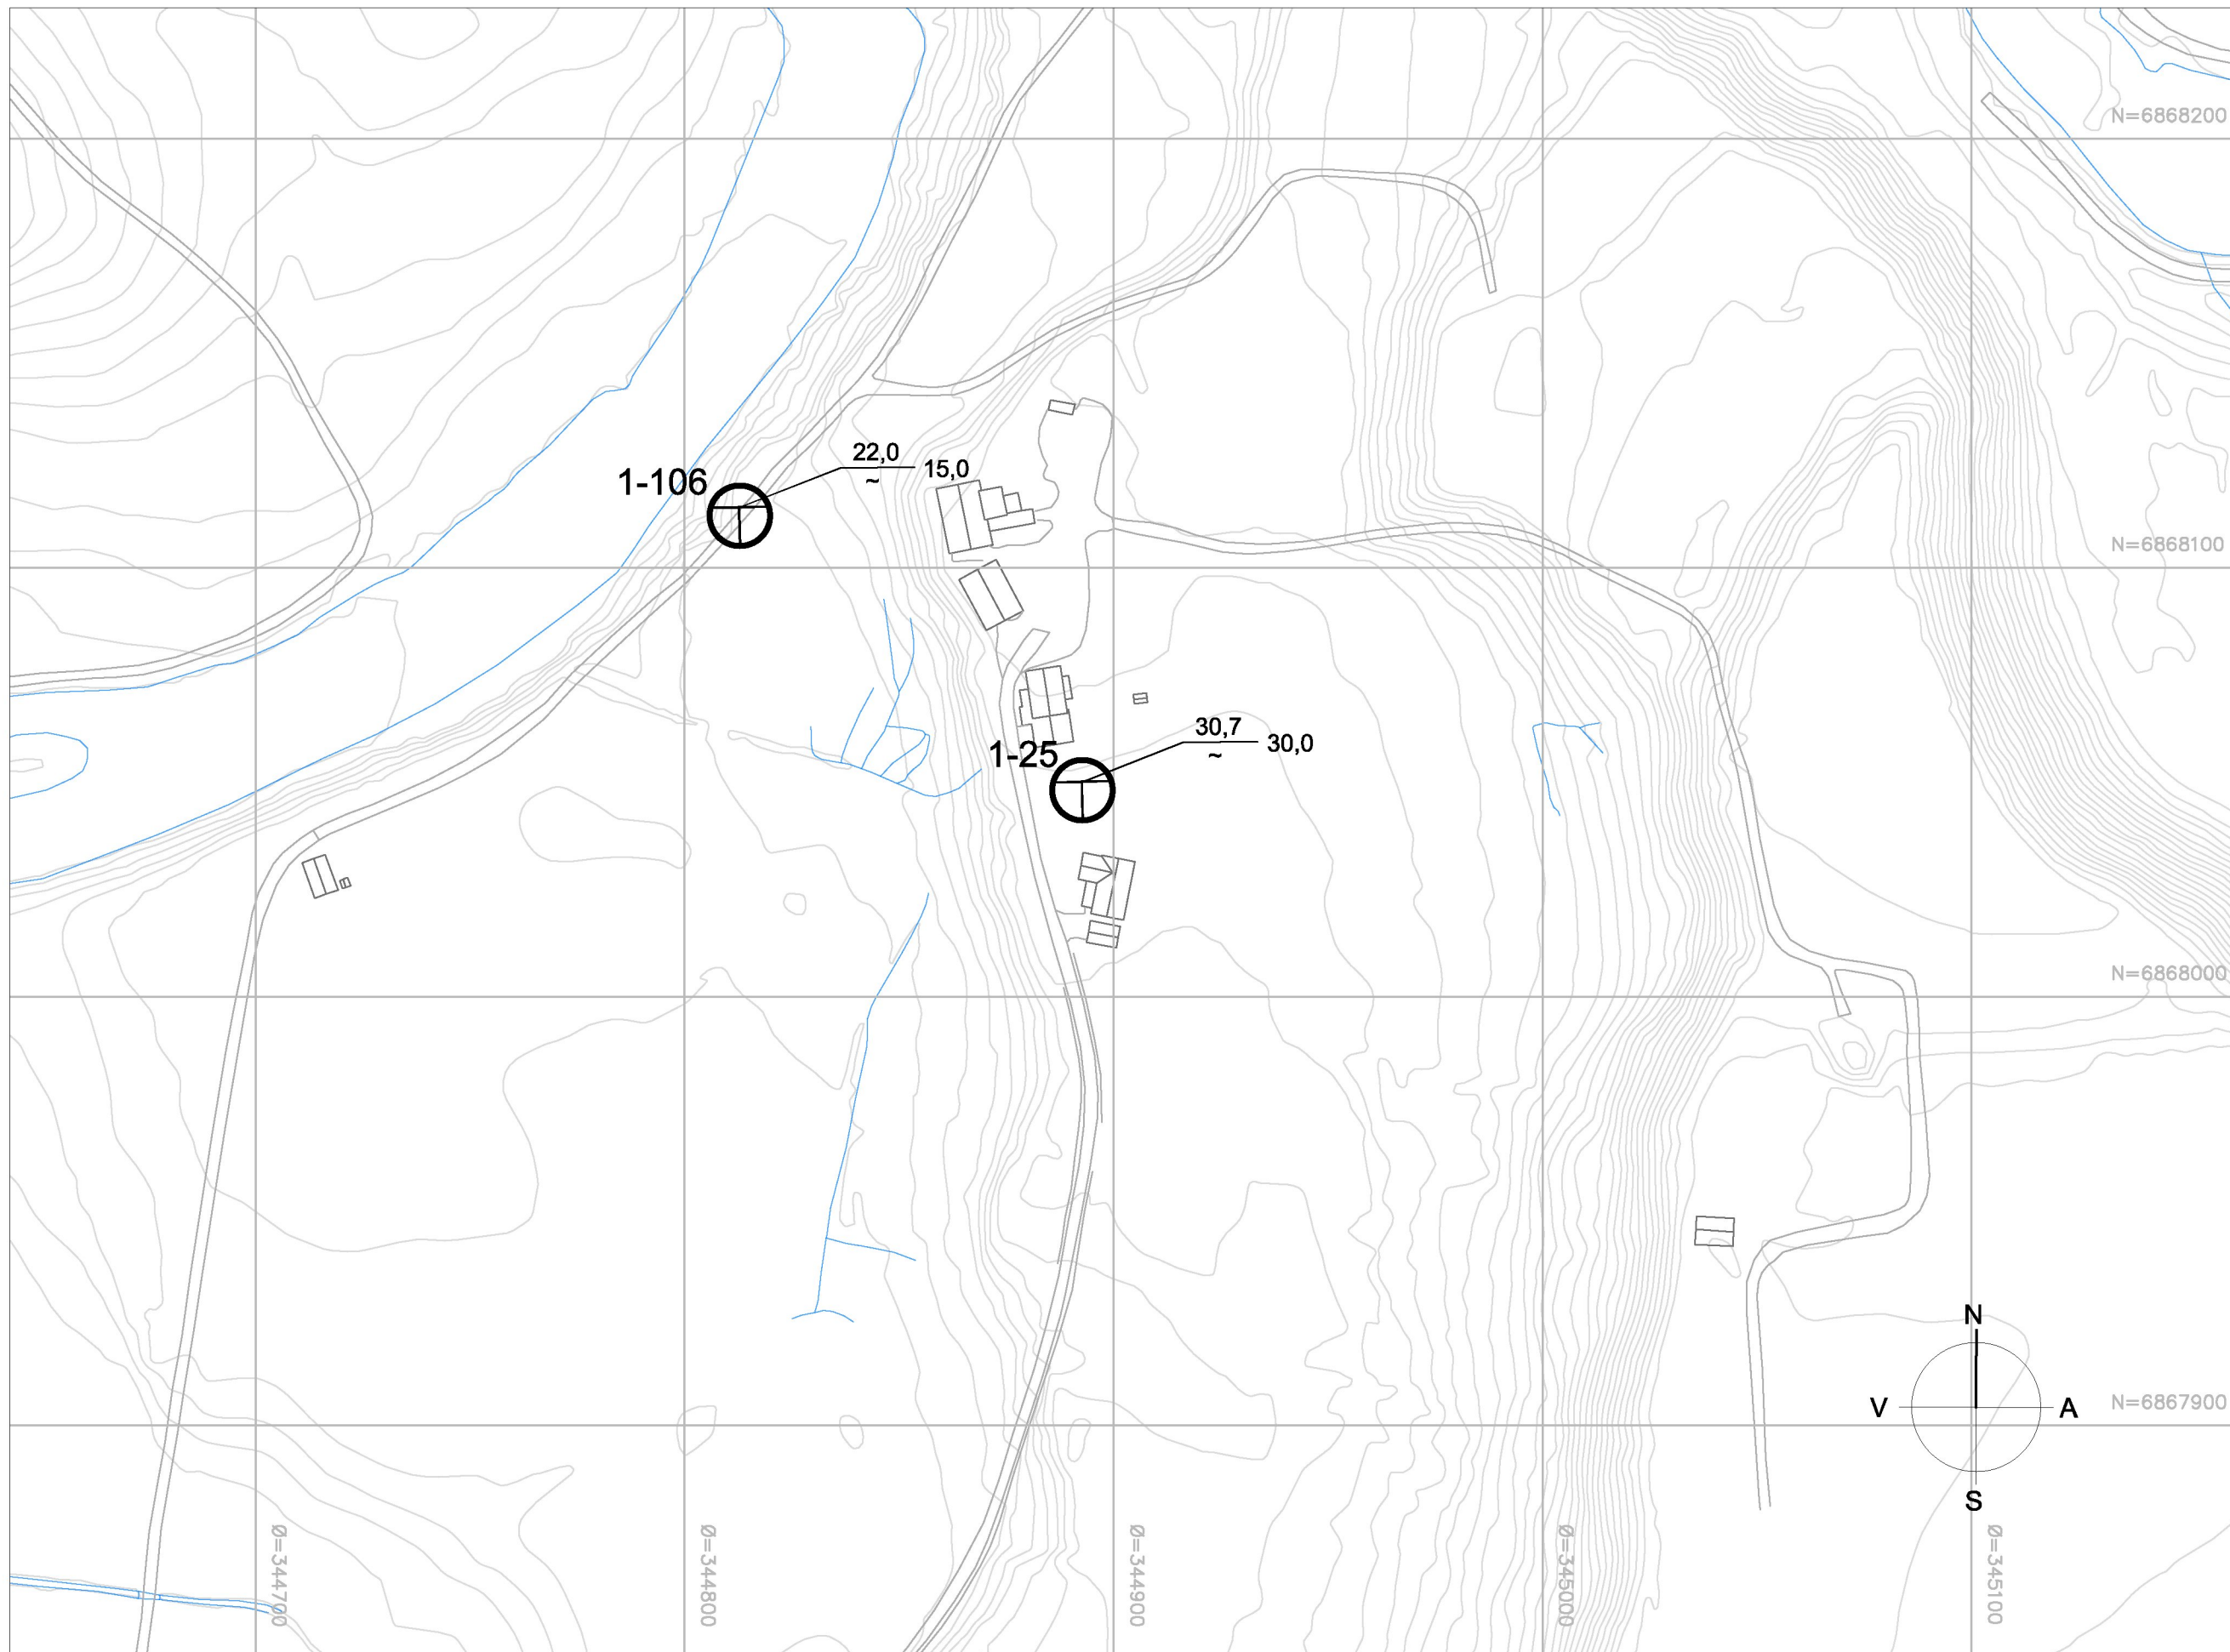 N=6868200
22,0
1-106
15,0
~
N=6868100
30,7
1-25
30,0
~
N=6868000
N
V
A
N=6867900
S
Ø=344700
Ø=344800
Ø=344900
Ø=345000
Ø=345100